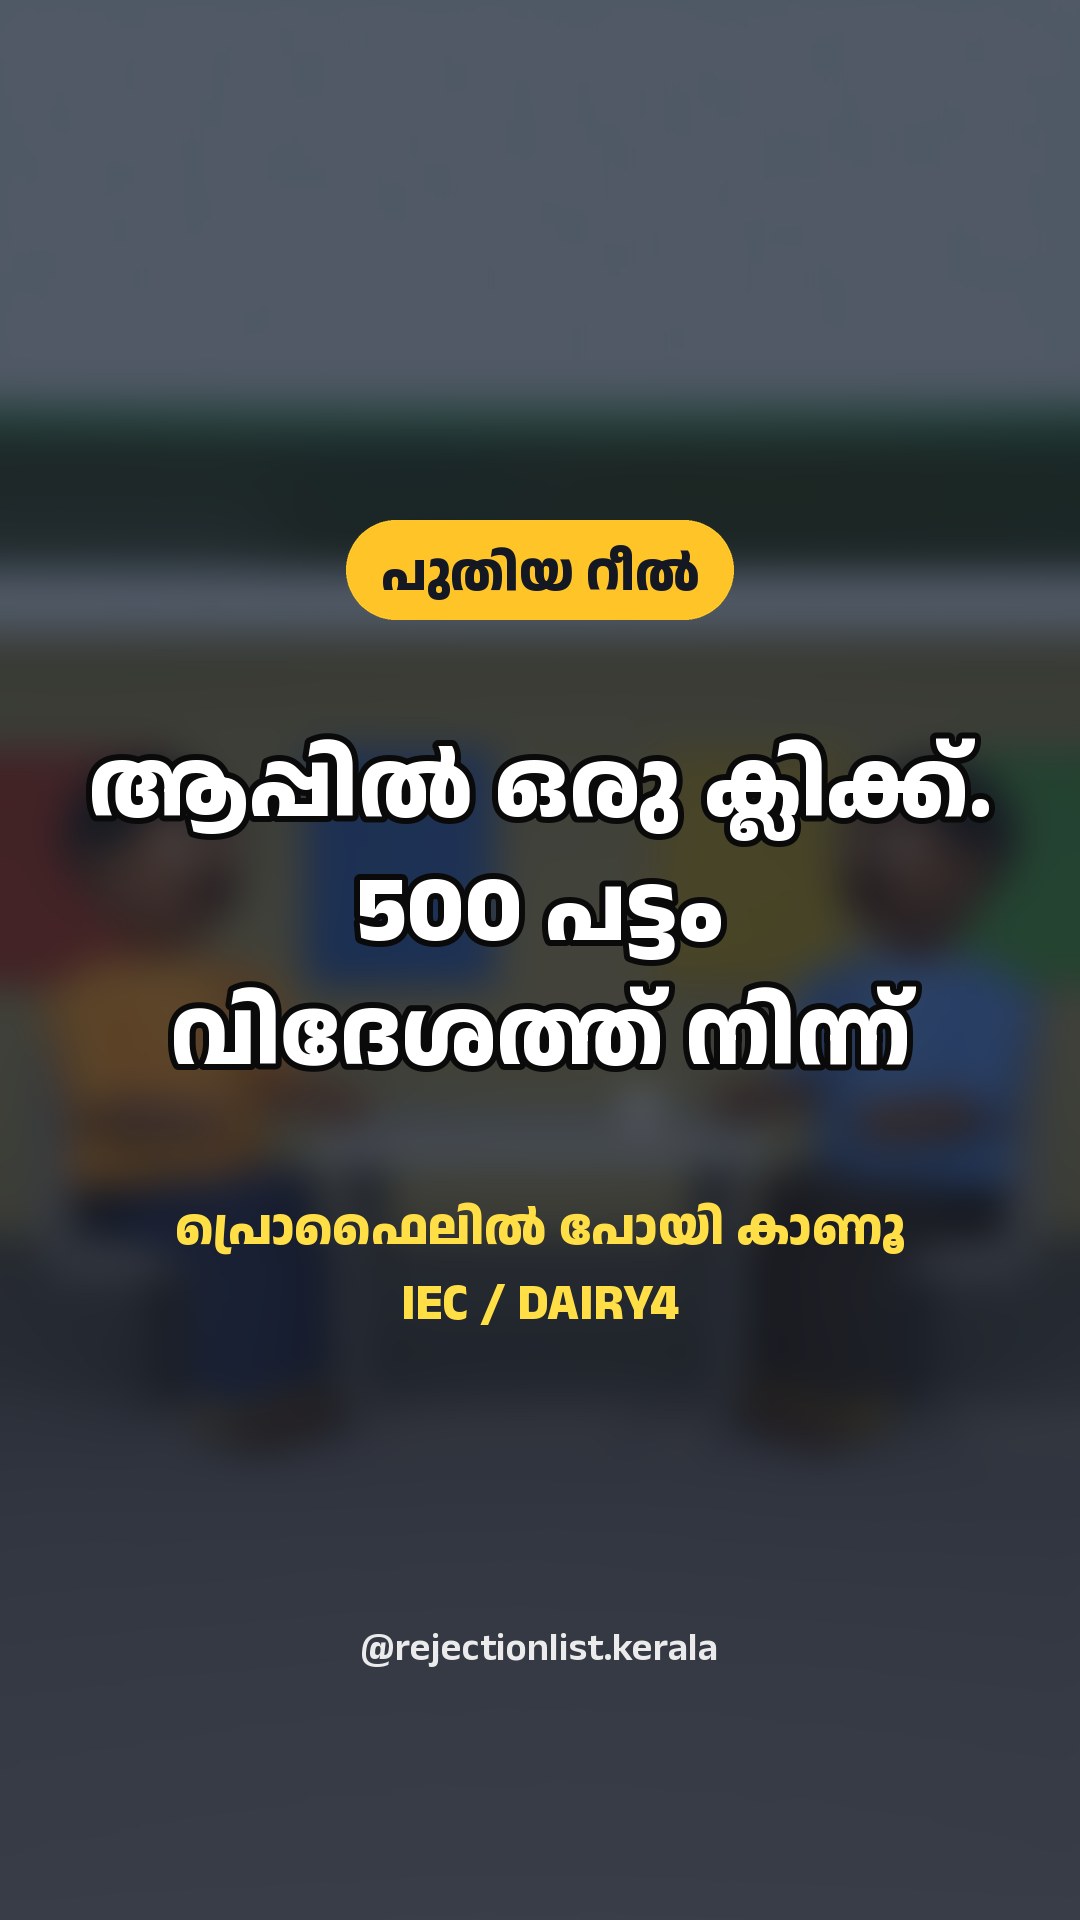 പുതിയ റീൽ
ആപ്പിൽ ഒരു ക്ലിക്ക്.
500 പട്ടം
വിദേശത്ത് നിന്ന്
പ്രൊഫൈലിൽ പോയി കാണൂ
IEC / DAIRY4
@rejectionlist.kerala